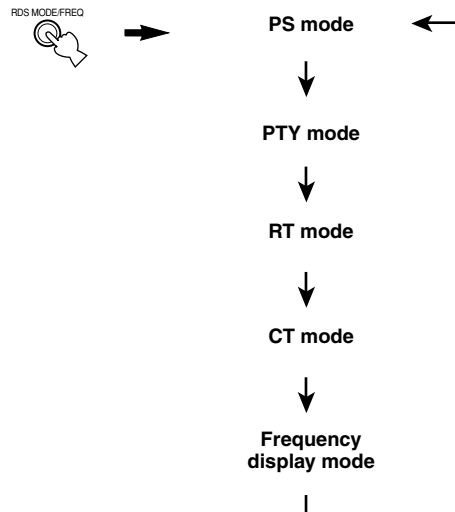 RDS MODE/FREQ
PS mode
PTY mode
RT mode
CT mode
Frequency
display mode